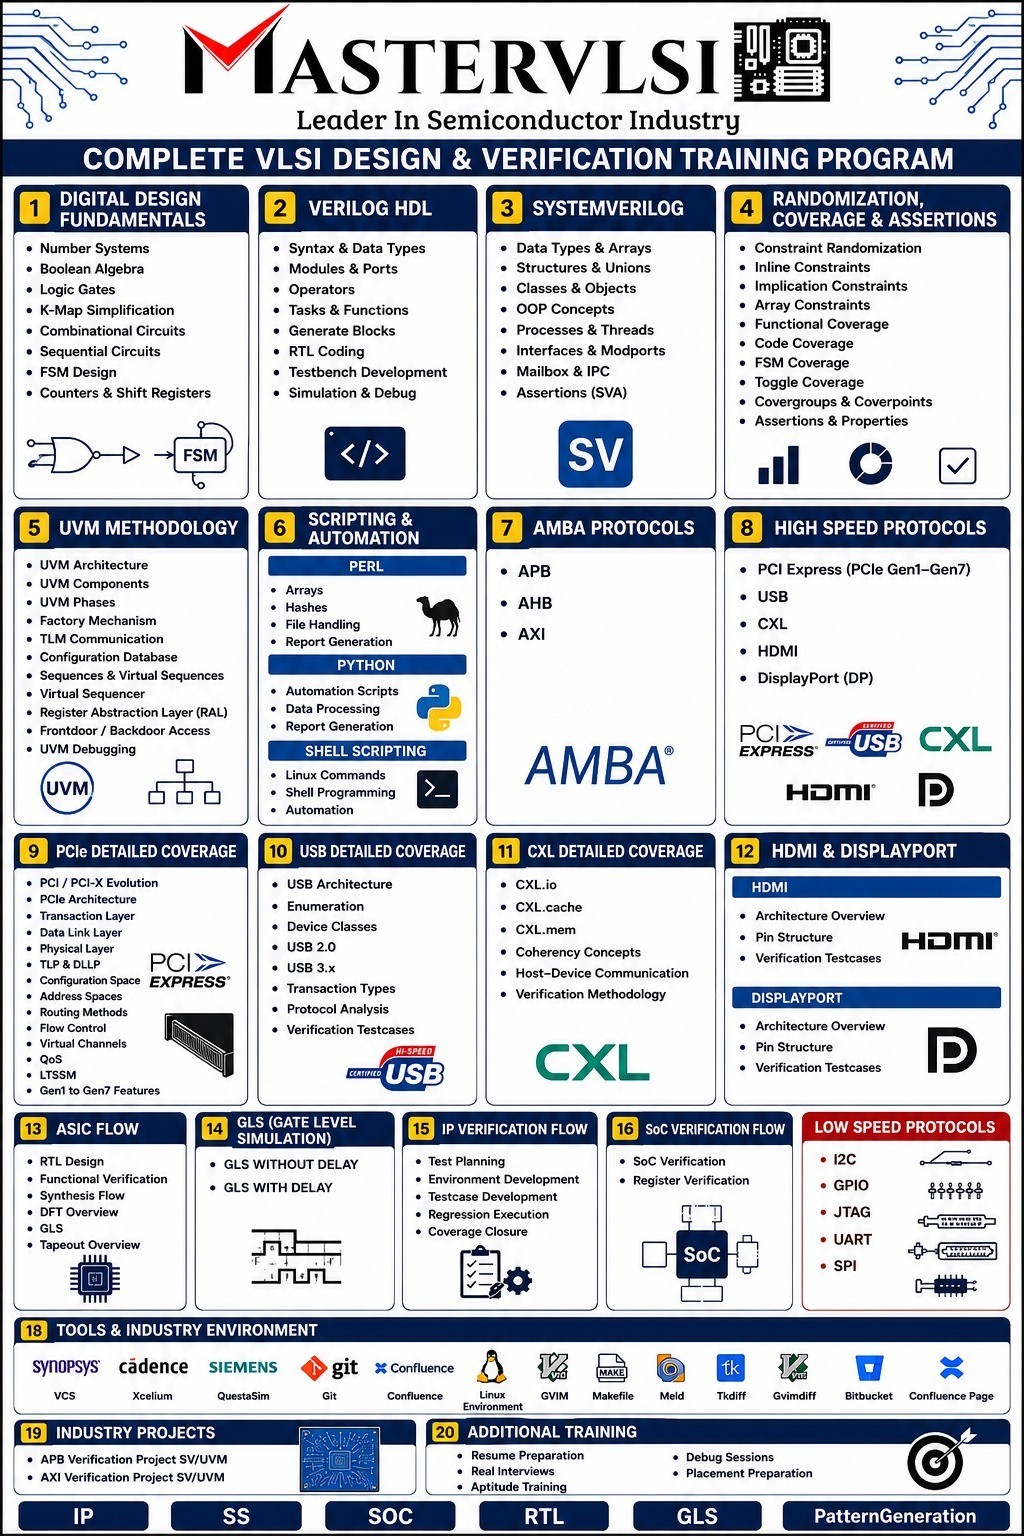 MASTERVLSI
Leader In Semiconductor Industry
COMPLETE VLSI DESIGN & VERIFICATION TRAINING PROGRAM
1 DIGITAL DESIGN
FUNDAMENTALS
• Number Systems
• Boolean Algebra
• Logic Gates
• K-Map Simplification
• Combinational Circuits
• Sequential Circuits
• FSM Design
• Counters & Shift Registers
FSM
2 VERILOG HDL
• Syntax & Data Types
• Modules & Ports
• Operators
• Tasks & Functions
• Generate Blocks
• RTL Coding
• Testbench Development
• Simulation & Debug
</>
3 SYSTEMVERILOG
• Data Types & Arrays
• Structures & Unions
• Classes & Objects
• OOP Concepts
• Processes & Threads
• Interfaces & Modports
• Mailbox & IPC
• Assertions (SVA)
SV
4 RANDOMIZATION,
COVERAGE & ASSERTIONS
• Constraint Randomization
• Inline Constraints
• Implication Constraints
• Array Constraints
• Functional Coverage
• Code Coverage
• FSM Coverage
• Toggle Coverage
• Covergroups & Coverpoints
• Assertions & Properties
5 UVM METHODOLOGY
• UVM Architecture
• UVM Components
• UVM Phases
• Factory Mechanism
• TLM Communication
• Configuration Database
• Sequences & Virtual Sequences
• Virtual Sequencer
• Register Abstraction Layer (RAL)
• Frontdoor / Backdoor Access
• UVM Debugging
UVM
6 SCRIPTING &
AUTOMATION
PERL
• Arrays
• Hashes
• File Handling
• Report Generation
PYTHON
• Automation Scripts
• Data Processing
• Report Generation
SHELL SCRIPTING
• Linux Commands
• Shell Programming
• Automation
>_
7 AMBA PROTOCOLS
• APB
• AHB
• AXI
AMBA®
8 HIGH SPEED PROTOCOLS
• PCI Express (PCIe Gen1–Gen7)
• USB
• CXL
• HDMI
• DisplayPort (DP)
PCI
EXPRESS®
CERTIFIED
CERTIFIED USB
CXL
HDMI
9 PCIe DETAILED COVERAGE
• PCI / PCI-X Evolution
• PCIe Architecture
• Transaction Layer
• Data Link Layer
• Physical Layer
• TLP & DLLP
• Configuration Space
• Address Spaces
• Routing Methods
• Flow Control
• Virtual Channels
• QoS
• LTSSM
• Gen1 to Gen7 Features
PCI
EXPRESS®
10 USB DETAILED COVERAGE
• USB Architecture
• Enumeration
• Device Classes
• USB 2.0
• USB 3.x
• Transaction Types
• Protocol Analysis
• Verification Testcases
HI-SPEED
CERTIFIED USB
11 CXL DETAILED COVERAGE
• CXL.io
• CXL.cache
• CXL.mem
• Coherency Concepts
• Host–Device Communication
• Verification Methodology
CXL
12 HDMI & DISPLAYPORT
HDMI
• Architecture Overview
• Pin Structure
• Verification Testcases
HDMI
DISPLAYPORT
• Architecture Overview
• Pin Structure
• Verification Testcases
13 ASIC FLOW
• RTL Design
• Functional Verification
• Synthesis Flow
• DFT Overview
• GLS
• Tapeout Overview
14 GLS (GATE LEVEL
SIMULATION)
• GLS WITHOUT DELAY
• GLS WITH DELAY
15 IP VERIFICATION FLOW
• Test Planning
• Environment Development
• Testcase Development
• Regression Execution
• Coverage Closure
16 SoC VERIFICATION FLOW
• SoC Verification
• Register Verification
SoC
LOW SPEED PROTOCOLS
• I2C
• GPIO
• JTAG
• UART
• SPI
18 TOOLS & INDUSTRY ENVIRONMENT
SYNOPSYS® cādence SIEMENS git Confluence MAKE tk
VCS Xcelium QuestaSim Git Confluence Linux Environment GVIM Makefile Meld Tkdiff Gvimdiff Bitbucket Confluence Page
19 INDUSTRY PROJECTS
• APB Verification Project SV/UVM
• AXI Verification Project SV/UVM
20 ADDITIONAL TRAINING
• Resume Preparation
• Real Interviews
• Aptitude Training
• Debug Sessions
• Placement Preparation
IP SS SOC RTL GLS PatternGeneration